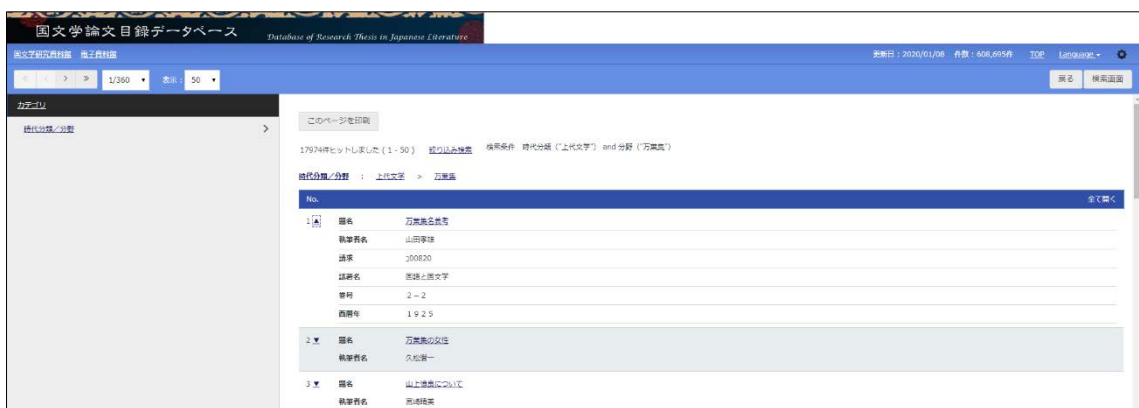 国文学論文目録データベース Database of Research Thesis in Japanese Literature
国文学研究資料館 電子資料館 更新日：2020/01/08 件数：608,695件 TOP Language
1/360 表示： 50 戻る 検索画面
カテゴリ
時代分類／分野
このページを印刷
17974件ヒットしました ( 1 - 50 ) 絞り込み検索 検索条件 時代分類（"上代文学"） and 分野（"万葉集"）
時代分類／分野 ： 上代文学 > 万葉集
No. 全て開く
1▲ 題名 万葉集名義考
執筆者名 山田孝雄
請求 ｺ00820
誌署名 国語と国文学
巻号 2－2
西暦年 1925
2▼ 題名 万葉集の女性
執筆者名 久松潜一
3▼ 題名 山上憶良について
執筆者名 高崎晴美